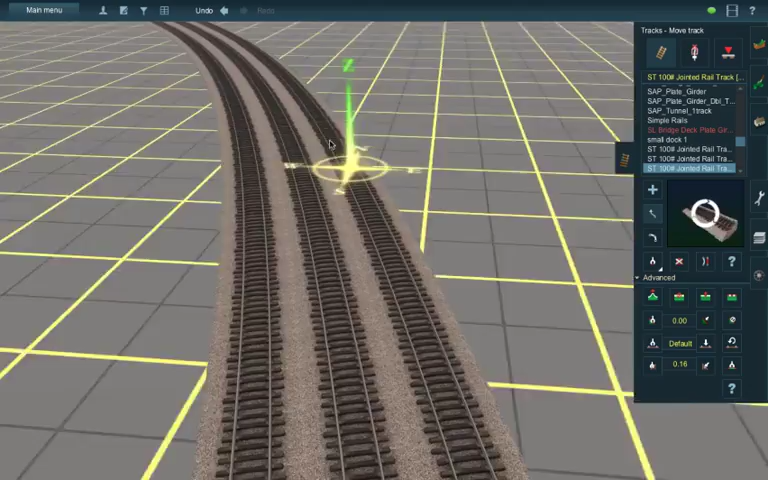 Main menu
Undo
Redo
?
Tracks - Move track
ST 100# Jointed Rail Track [...
SAP_Plate_Girder
SAP_Plate_Girder_Dbl_T...
SAP_Tunnel_1track
Simple Rails
SL Bridge Deck Plate Gir...
small dock 1
ST 100# Jointed Rail Tra...
ST 100# Jointed Rail Tra...
ST 100# Jointed Rail Tra...
?
Advanced
0.00
Default
0.16
?